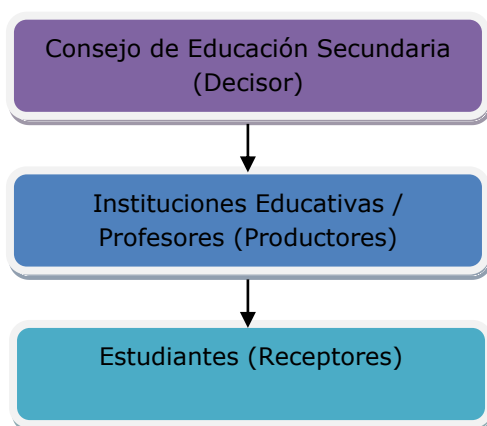 Consejo de Educación Secundaria
(Decisor)
Instituciones Educativas /
Profesores (Productores)
Estudiantes (Receptores)